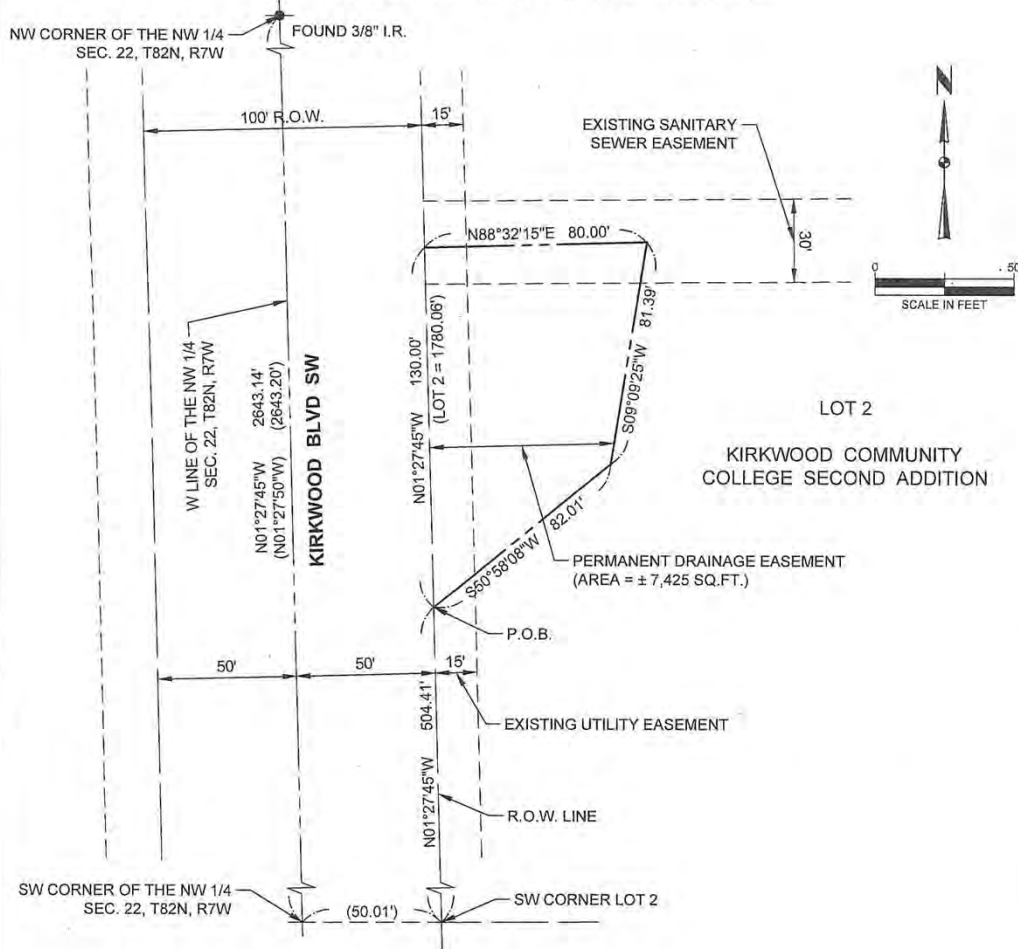 NW CORNER OF THE NW 1/4
SEC. 22, T82N, R7W
FOUND 3/8" I.R.
N
100' R.O.W.
15'
EXISTING SANITARY
SEWER EASEMENT
30'
0
50
SCALE IN FEET
N88°32'15"E 80.00'
81.39'
S09°09'25"W
W LINE OF THE NW 1/4
SEC. 22, T82N, R7W
N01°27'45"W 2643.14'
(N01°27'50"W) (2643.20')
KIRKWOOD BLVD SW
N01°27'45"W 130.00'
(LOT 2 = 1780.06')
LOT 2
KIRKWOOD COMMUNITY
COLLEGE SECOND ADDITION
S50°58'08"W 82.01'
PERMANENT DRAINAGE EASEMENT
(AREA = ± 7,425 SQ.FT.)
P.O.B.
50'
50'
15'
EXISTING UTILITY EASEMENT
N01°27'45"W 504.41'
R.O.W. LINE
SW CORNER OF THE NW 1/4
SEC. 22, T82N, R7W
(50.01')
SW CORNER LOT 2